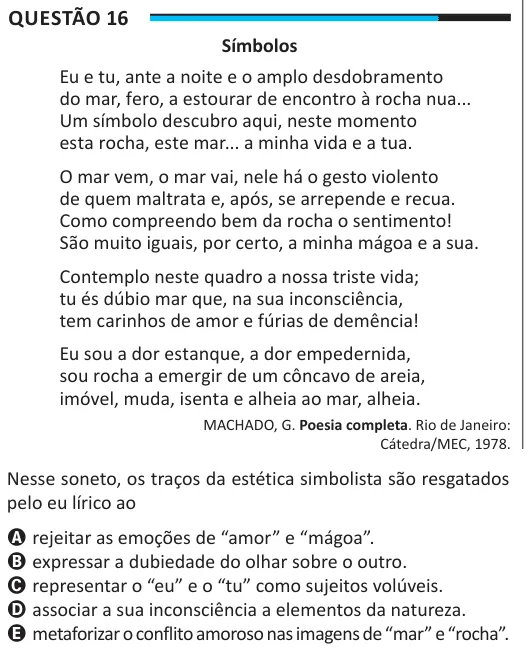 QUESTÃO 16
Símbolos
Eu e tu, ante a noite e o amplo desdobramento
do mar, fero, a estourar de encontro à rocha nua...
Um símbolo descubro aqui, neste momento
esta rocha, este mar... a minha vida e a tua.
O mar vem, o mar vai, nele há o gesto violento
de quem maltrata e, após, se arrepende e recua.
Como compreendo bem da rocha o sentimento!
São muito iguais, por certo, a minha mágoa e a sua.
Contemplo neste quadro a nossa triste vida;
tu és dúbio mar que, na sua inconsciência,
tem carinhos de amor e fúrias de demência!
Eu sou a dor estanque, a dor empedernida,
sou rocha a emergir de um côncavo de areia,
imóvel, muda, isenta e alheia ao mar, alheia.
MACHADO, G. Poesia completa. Rio de Janeiro:
Cátedra/MEC, 1978.
Nesse soneto, os traços da estética simbolista são resgatados
pelo eu lírico ao
A rejeitar as emoções de “amor” e “mágoa”.
B expressar a dubiedade do olhar sobre o outro.
C representar o “eu” e o “tu” como sujeitos volúveis.
D associar a sua inconsciência a elementos da natureza.
E metaforizar o conflito amoroso nas imagens de “mar” e “rocha”.